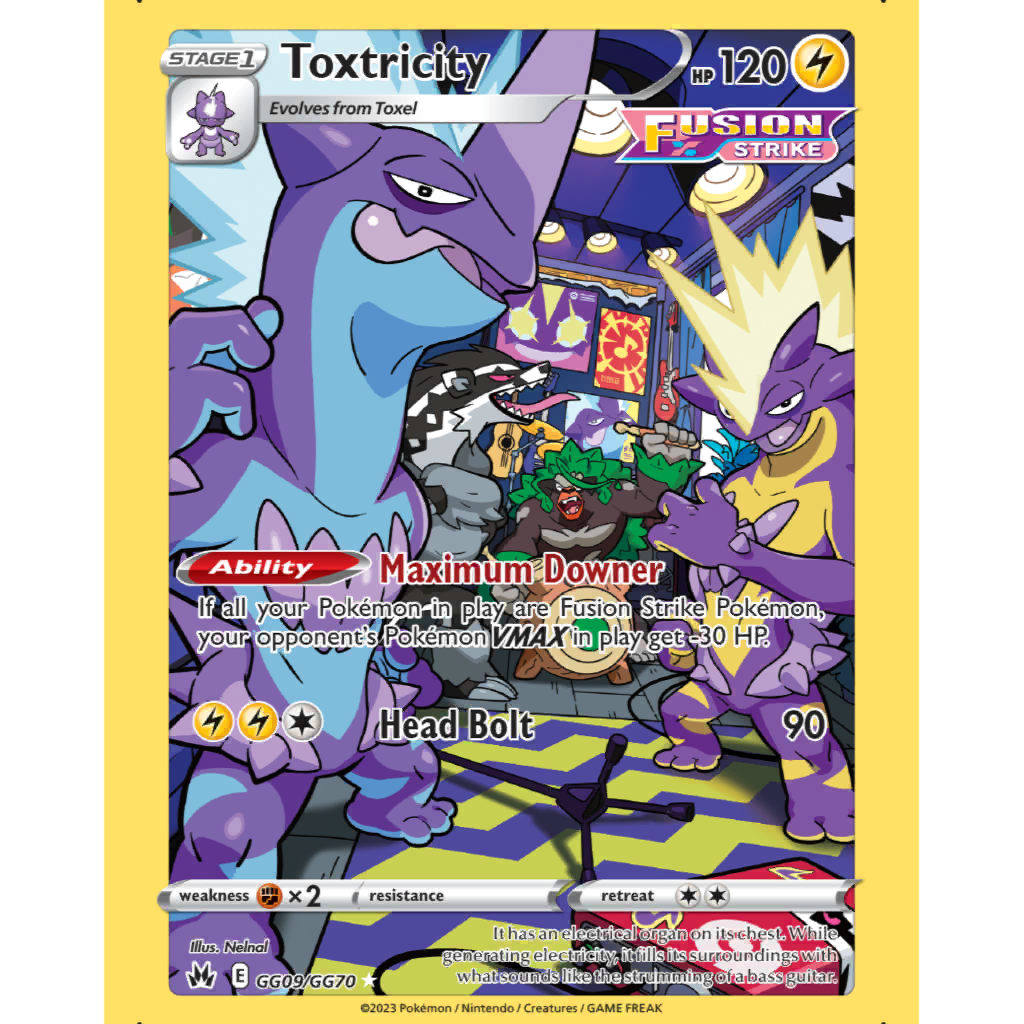 STAGE 1
Toxtricity
HP 120
Evolves from Toxel
FUSION
STRIKE
Ability Maximum Downer
If all your Pokémon in play are Fusion Strike Pokémon,
your opponent's Pokémon VMAX in play get -30 HP.
Head Bolt 90
weakness ×2 resistance retreat
It has an electrical organ on its chest. While
generating electricity, it fills its surroundings with
what sounds like the strumming of a bass guitar.
Illus. Nelnal
E GG09/GG70
©2023 Pokémon / Nintendo / Creatures / GAME FREAK